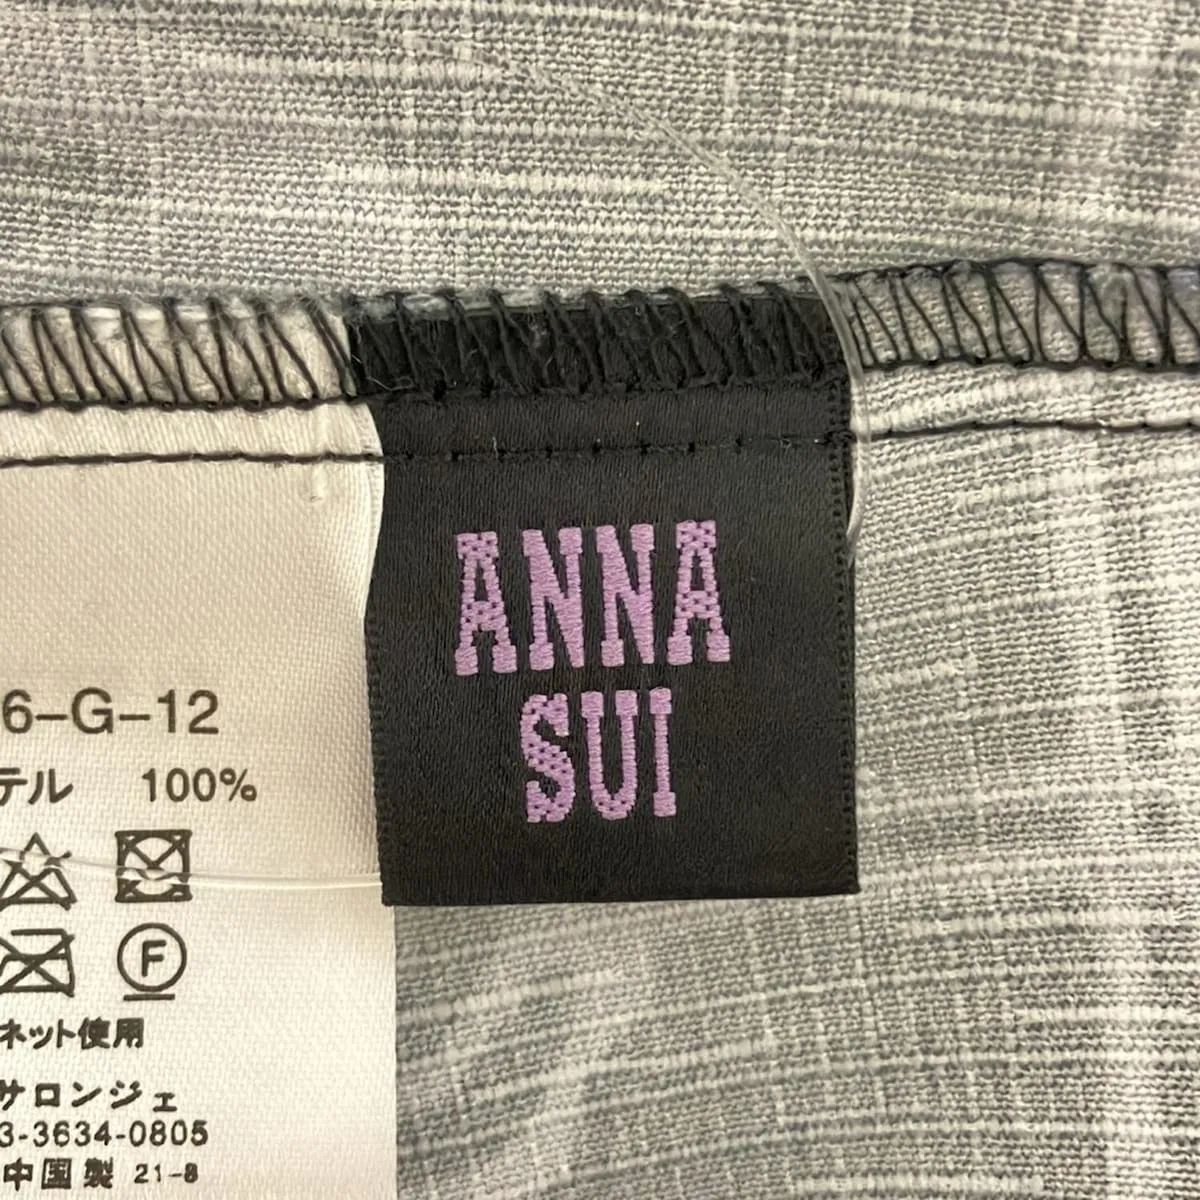 ANNA
SUI
6-G-12
テル 100%
F
ネット使用
サロンジェ
3-3634-0805
中国製 21-8